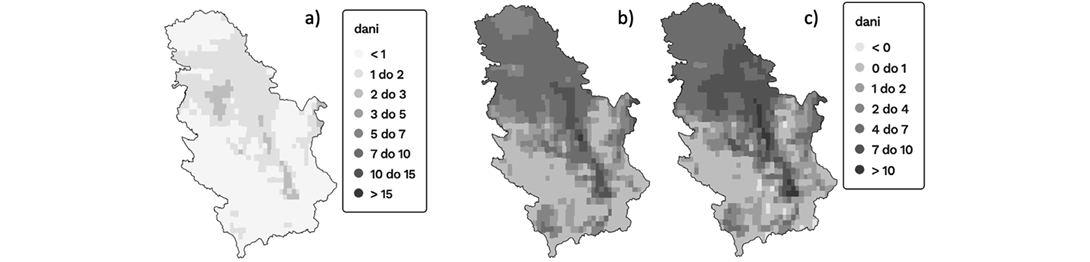 a)
dani
< 1
1 do 2
2 do 3
3 do 5
5 do 7
7 do 10
10 do 15
> 15
b)
c)
dani
< 0
0 do 1
1 do 2
2 do 4
4 do 7
7 do 10
> 10